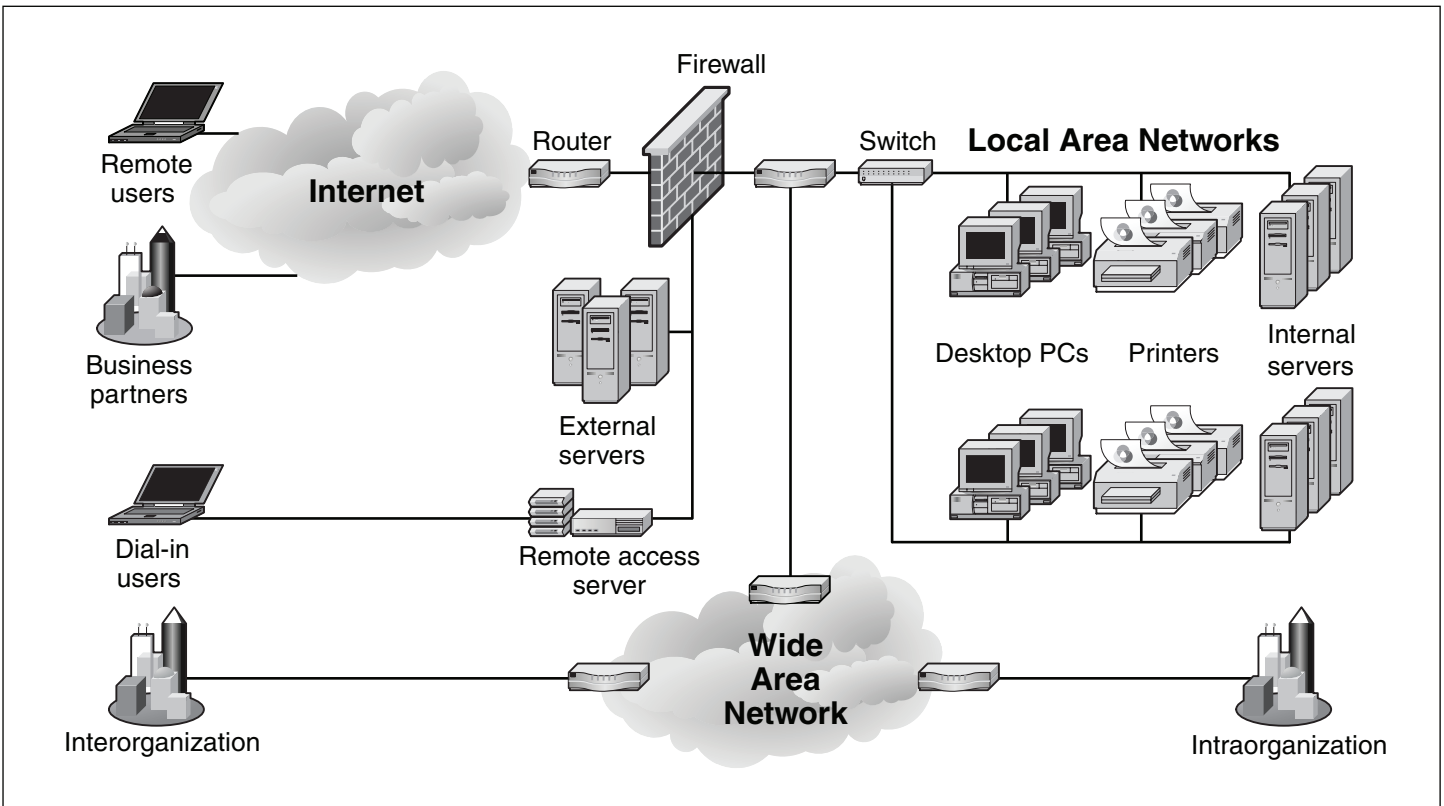 Firewall
Router
Switch
Local Area Networks
Remote
users
Internet
Business
partners
External
servers
Desktop PCs
Printers
Internal
servers
Dial-in
users
Remote access
server
Wide
Area
Network
Interorganization
Intraorganization